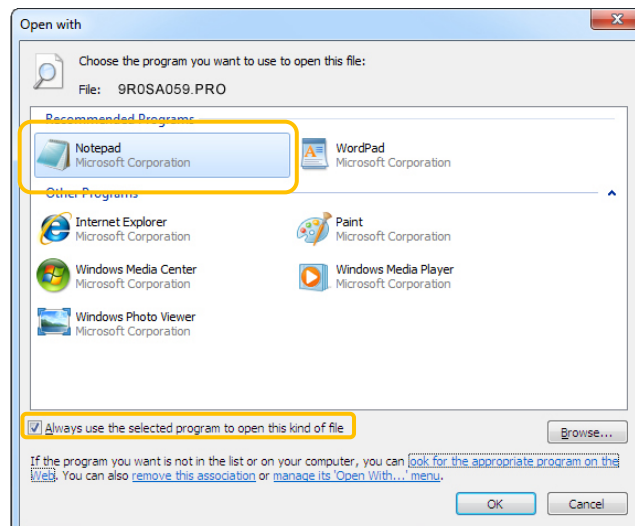 Open with
Choose the program you want to use to open this file:
File: 9R0SA059.PRO
Recommended Programs
Notepad
Microsoft Corporation
WordPad
Microsoft Corporation
Other Programs
Internet Explorer
Microsoft Corporation
Paint
Microsoft Corporation
Windows Media Center
Microsoft Corporation
Windows Media Player
Microsoft Corporation
Windows Photo Viewer
Microsoft Corporation
Always use the selected program to open this kind of file
Browse...
If the program you want is not in the list or on your computer, you can look for the appropriate program on the
Web. You can also remove this association or manage its 'Open With...' menu.
OK
Cancel